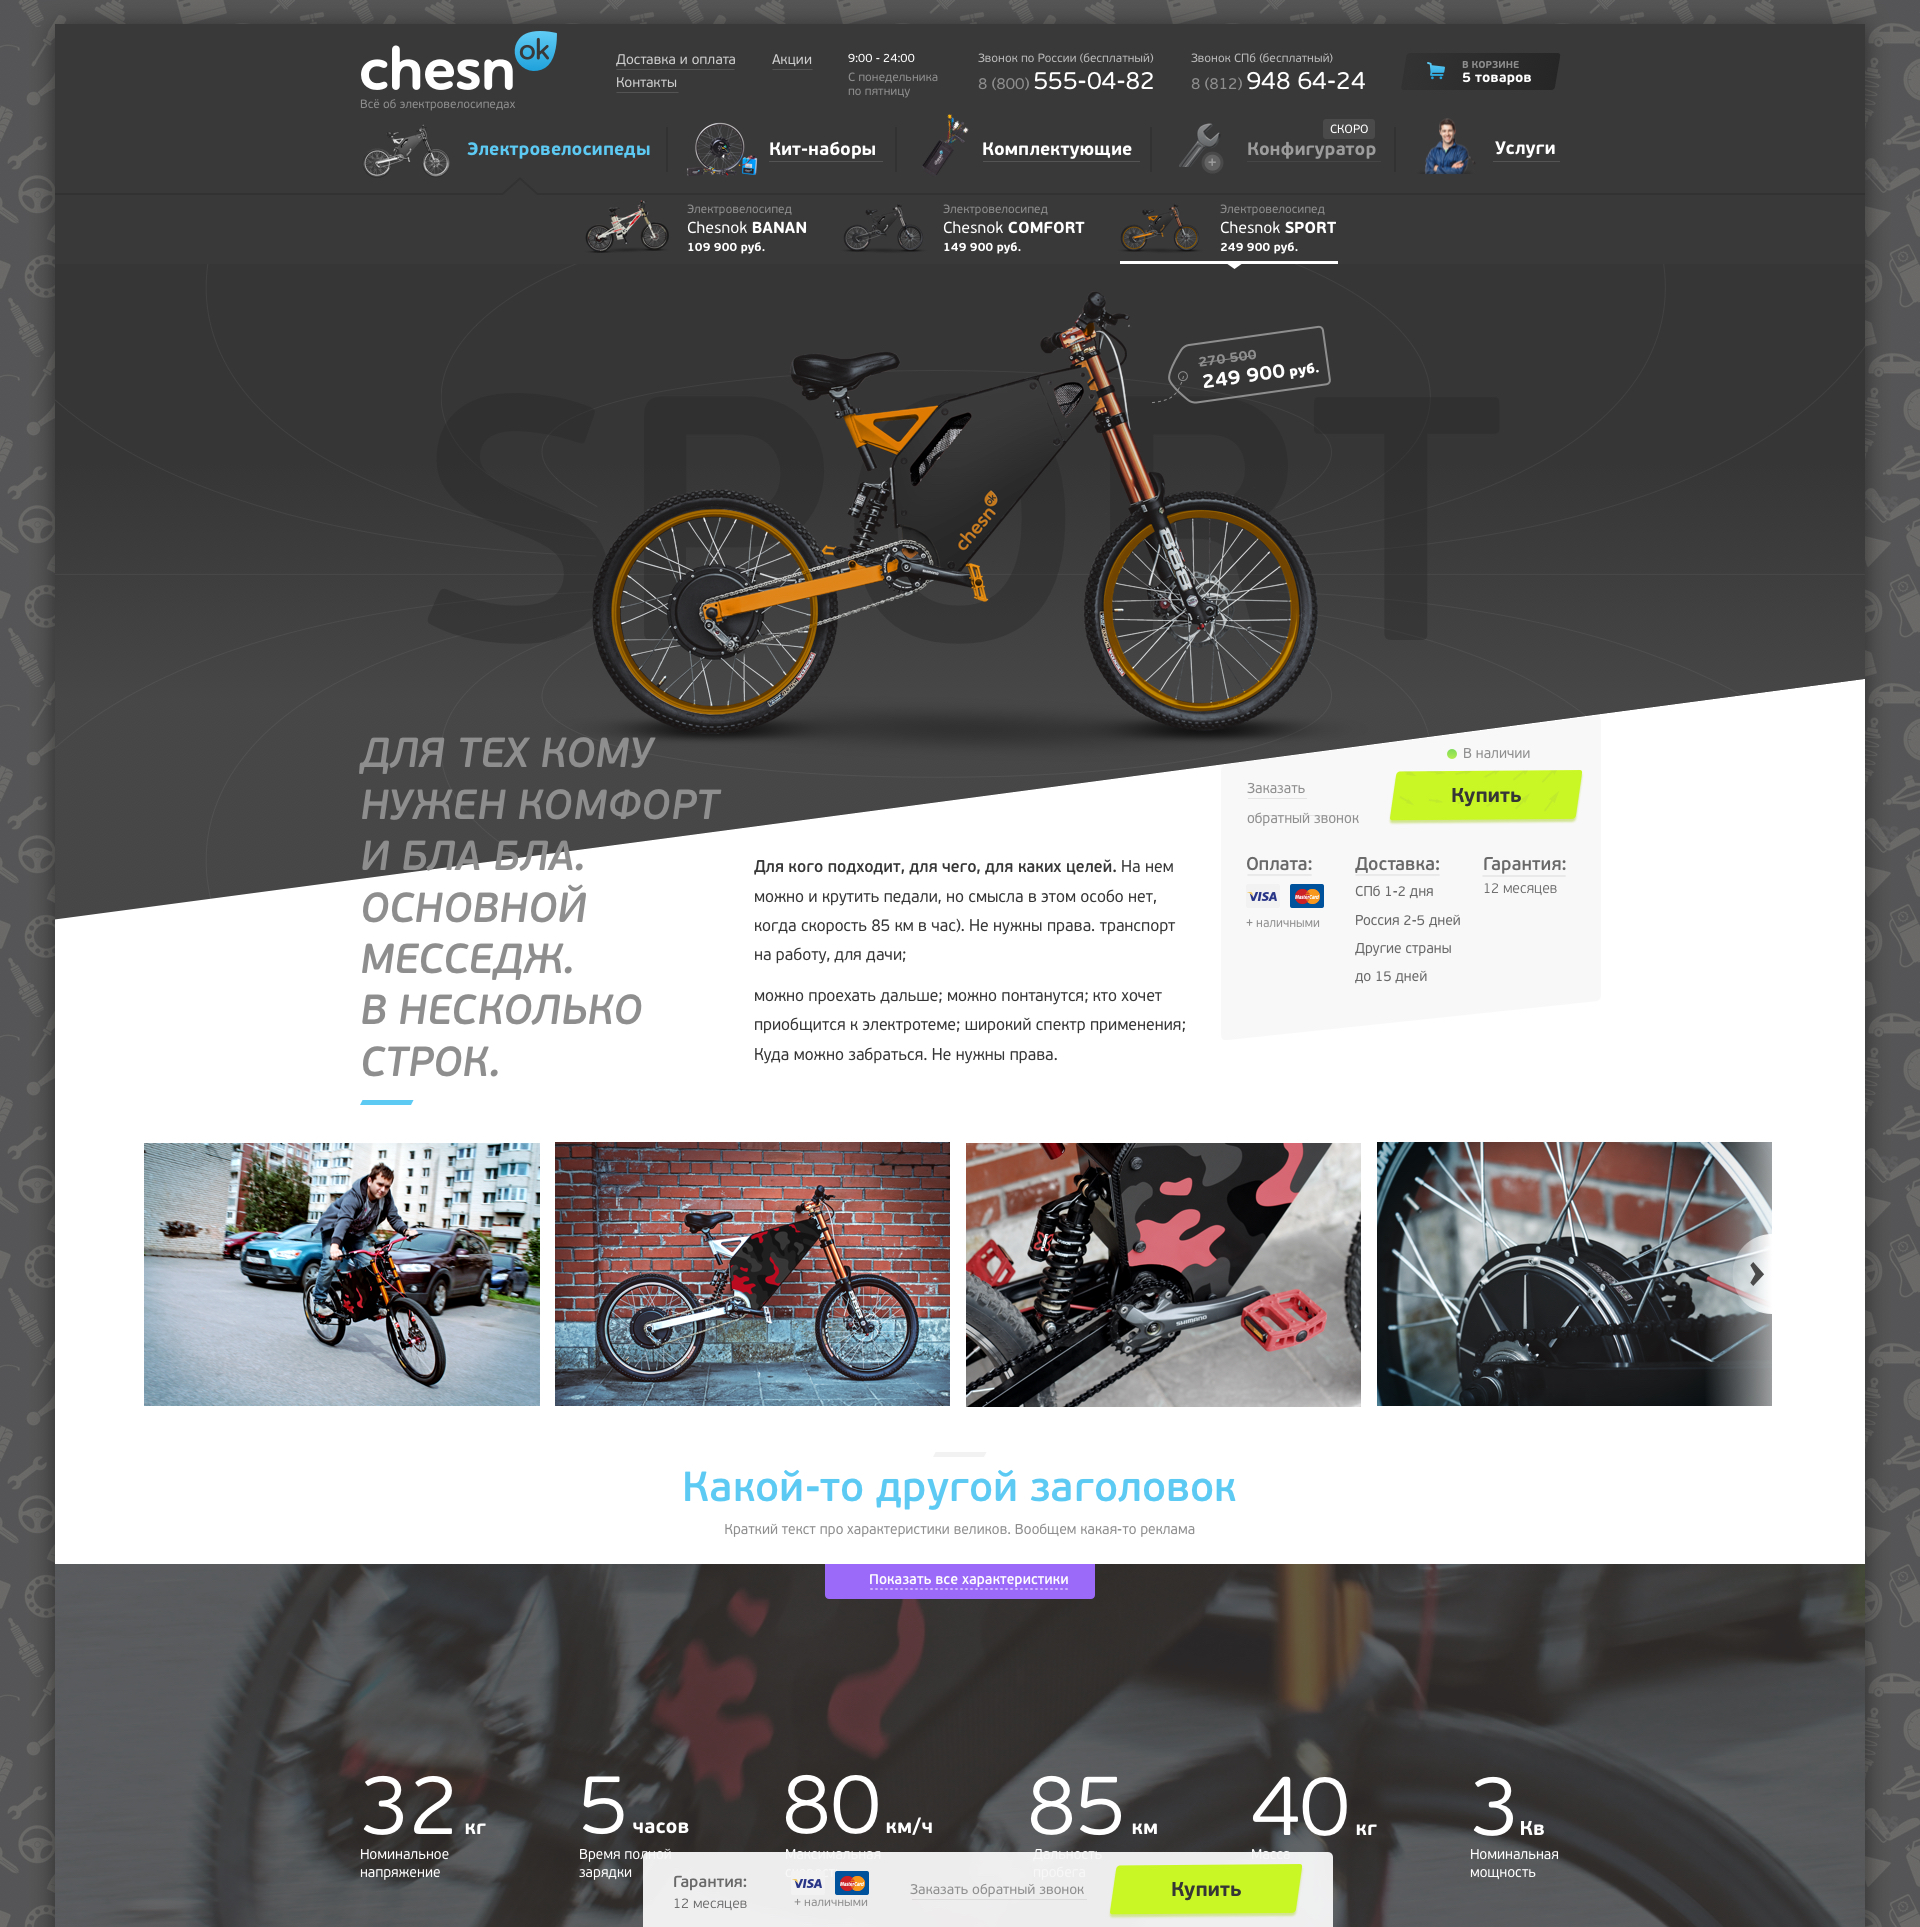 chesn ok
Всё об электровелосипедах
Доставка и оплата
Контакты
Акции
9:00 - 24:00
С понедельника
по пятницу
Звонок по России (бесплатный)
8 (800) 555-04-82
Звонок СПб (бесплатный)
8 (812) 948 64-24
В КОРЗИНЕ
5 товаров
Электровелосипеды
Кит-наборы
Комплектующие
СКОРО
Конфигуратор
Услуги
Электровелосипед
Chesnok BANAN
109 900 руб.
Электровелосипед
Chesnok COMFORT
149 900 руб.
Электровелосипед
Chesnok SPORT
249 900 руб.
SPORT
270 500
249 900 руб.
chesn ok
888
ДЛЯ ТЕХ КОМУ
НУЖЕН КОМФОРТ
И БЛА БЛА.
ОСНОВНОЙ
МЕССЕДЖ.
В НЕСКОЛЬКО
СТРОК.
Для кого подходит, для чего, для каких целей. На нем
можно и крутить педали, но смысла в этом особо нет,
когда скорость 85 км в час). Не нужны права. транспорт
на работу, для дачи;
можно проехать дальше; можно понтанутся; кто хочет
приобщится к электротеме; широкий спектр применения;
Куда можно забраться. Не нужны права.
В наличии
Заказать
обратный звонок
Купить
Оплата:
VISA MasterCard
+ наличными
Доставка:
СПб 1-2 дня
Россия 2-5 дней
Другие страны
до 15 дней
Гарантия:
12 месяцев
SHIMANO
Какой-то другой заголовок
Краткий текст про характеристики великов. Вообщем какая-то реклама
Показать все характеристики
32 кг
Номинальное
напряжение
5 часов
Время полной
зарядки
80 км/ч
Максимальная
85 км
Дальность
пробега
40 кг
Масса
3 Кв
Номинальная
мощность
Гарантия:
12 месяцев
VISA MasterCard
+ наличными
Заказать обратный звонок
Купить